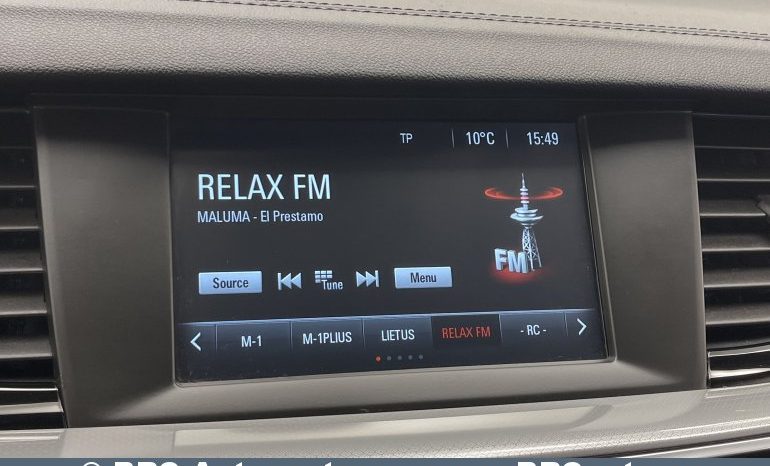 TP 10°C 15:49
RELAX FM
MALUMA - El Prestamo
FM
Source Tune Menu
M-1 M-1PLIUS LIETUS RELAX FM - RC -